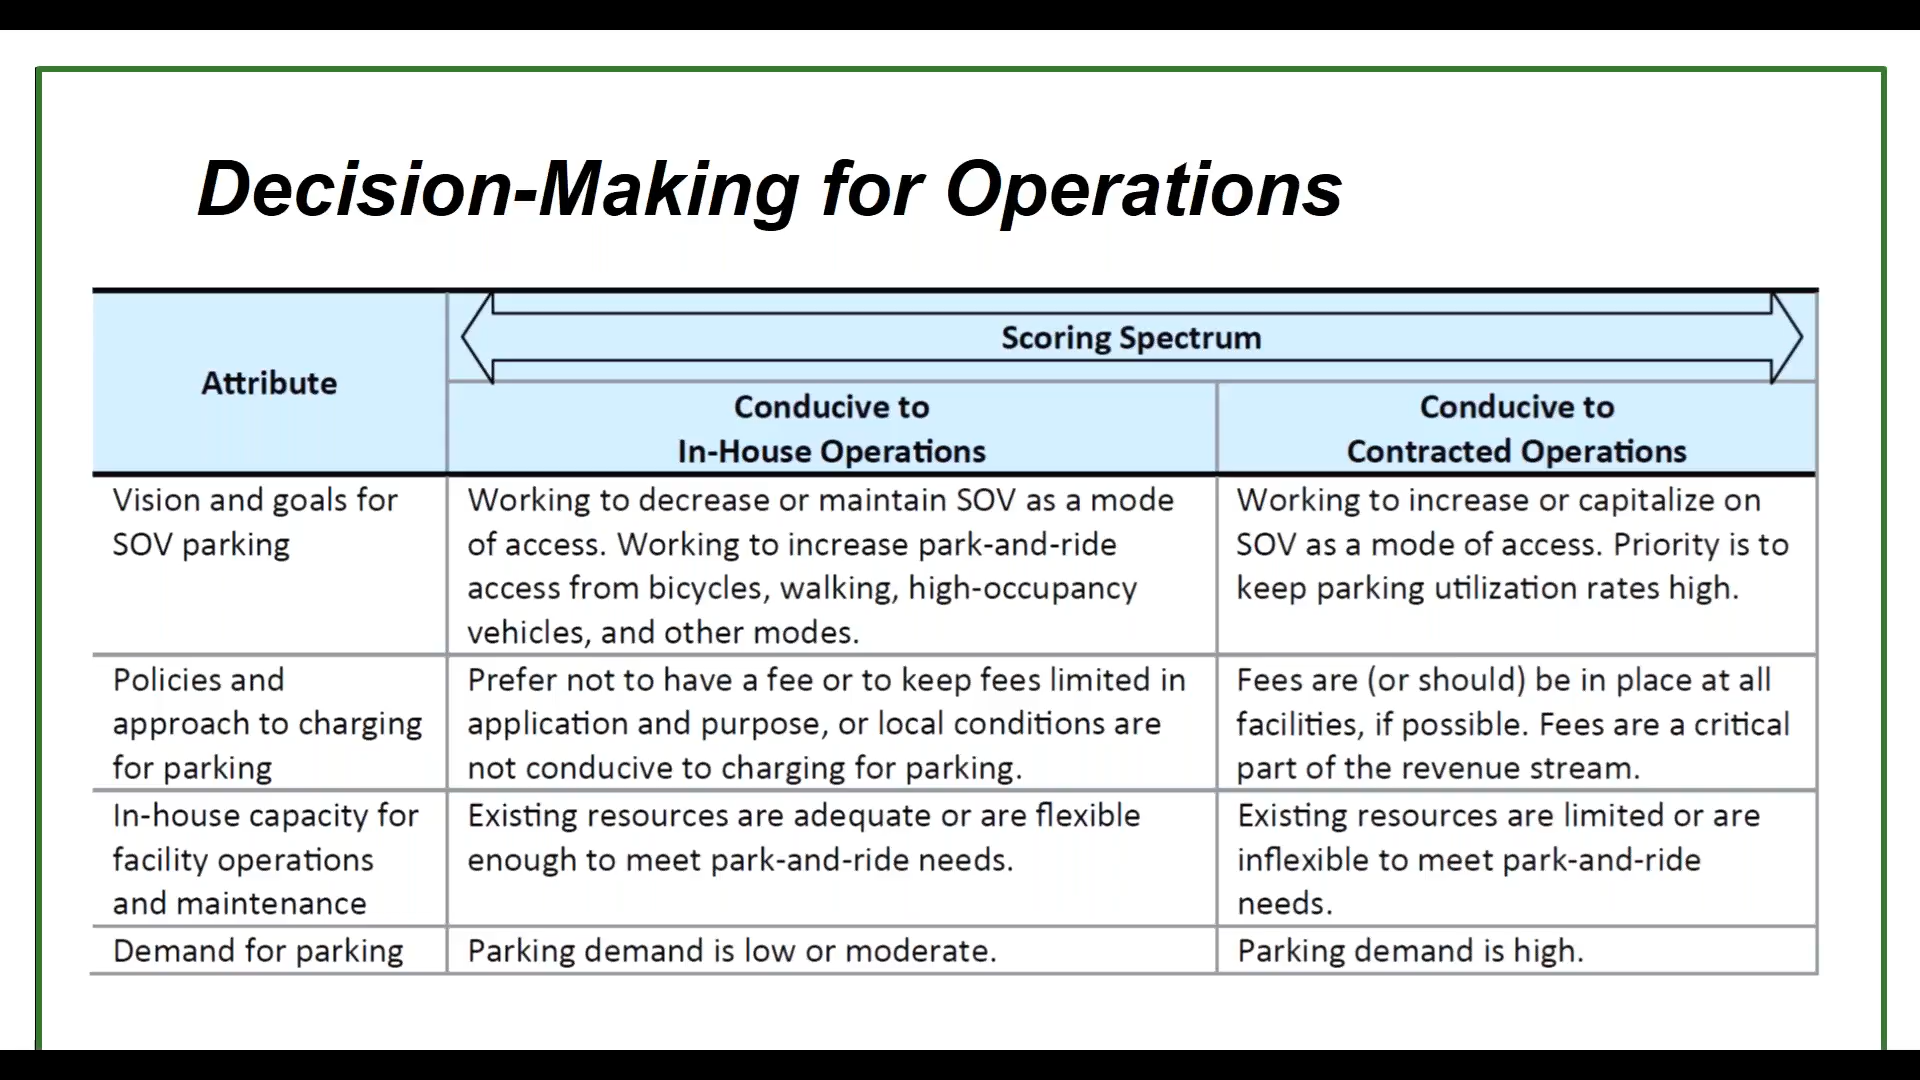 Decision-Making for Operations
Attribute
Scoring Spectrum
Conducive to
In-House Operations
Conducive to
Contracted Operations
Vision and goals for
SOV parking
Working to decrease or maintain SOV as a mode
of access. Working to increase park-and-ride
access from bicycles, walking, high-occupancy
vehicles, and other modes.
Working to increase or capitalize on
SOV as a mode of access. Priority is to
keep parking utilization rates high.
Policies and
approach to charging
for parking
Prefer not to have a fee or to keep fees limited in
application and purpose, or local conditions are
not conducive to charging for parking.
Fees are (or should) be in place at all
facilities, if possible. Fees are a critical
part of the revenue stream.
In-house capacity for
facility operations
and maintenance
Existing resources are adequate or are flexible
enough to meet park-and-ride needs.
Existing resources are limited or are
inflexible to meet park-and-ride
needs.
Demand for parking
Parking demand is low or moderate.
Parking demand is high.